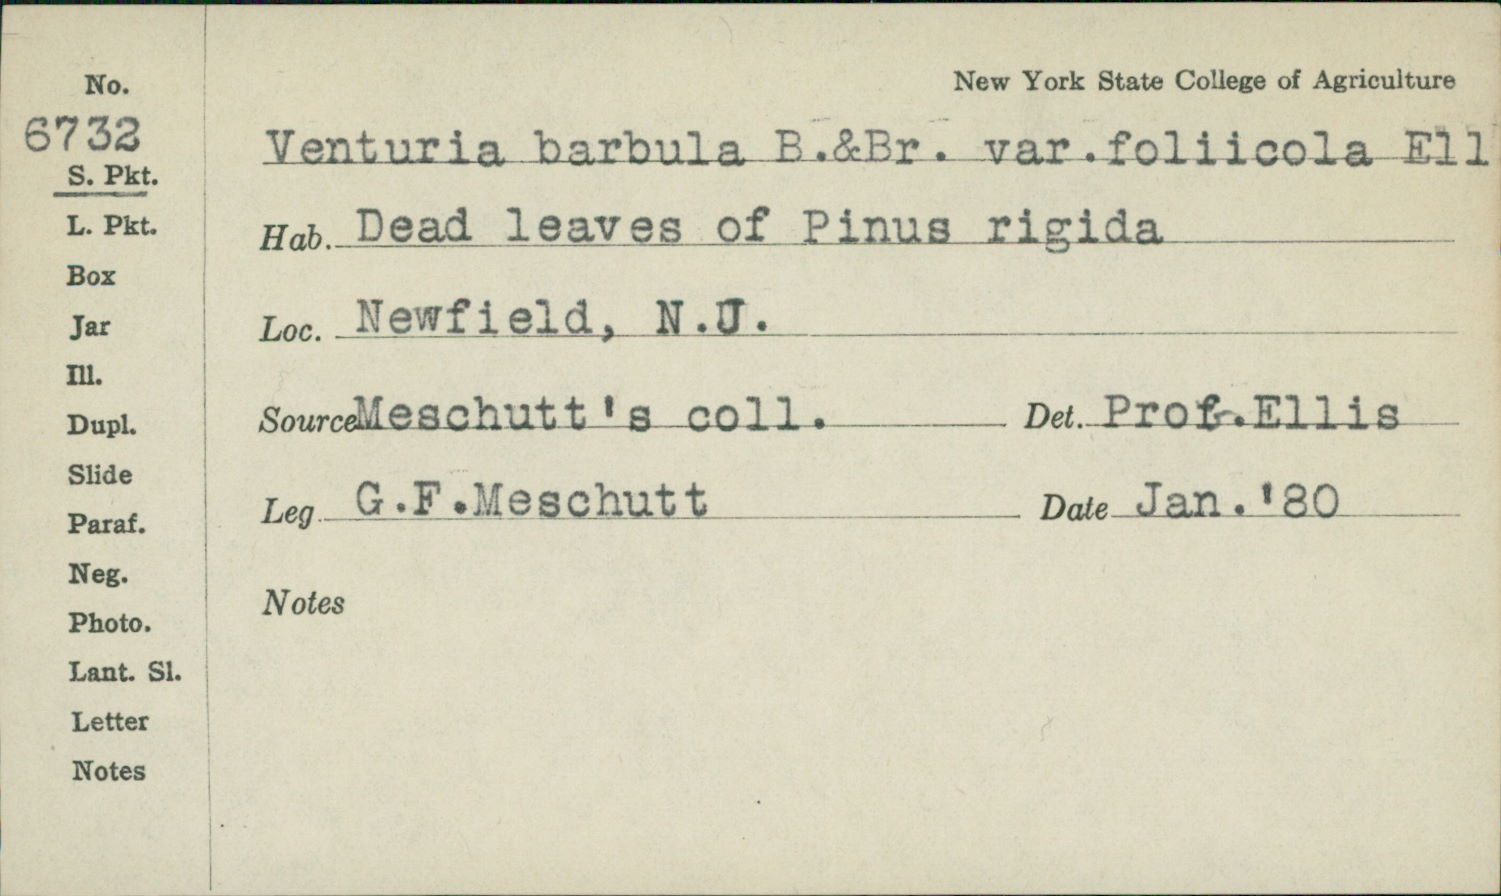 No.
6732
S. Pkt.
L. Pkt.
Box
Jar
Ill.
Dupl.
Slide
Paraf.
Neg.
Photo.
Lant. Sl.
Letter
Notes
New York State College of Agriculture
Venturia barbula B.&Br. var.foliicola Ell
Hab. Dead leaves of Pinus rigida
Loc. Newfield, N.J.
Source Meschutt's coll. Det. Prof.Ellis
Leg G.F.Meschutt Date Jan.'80
Notes